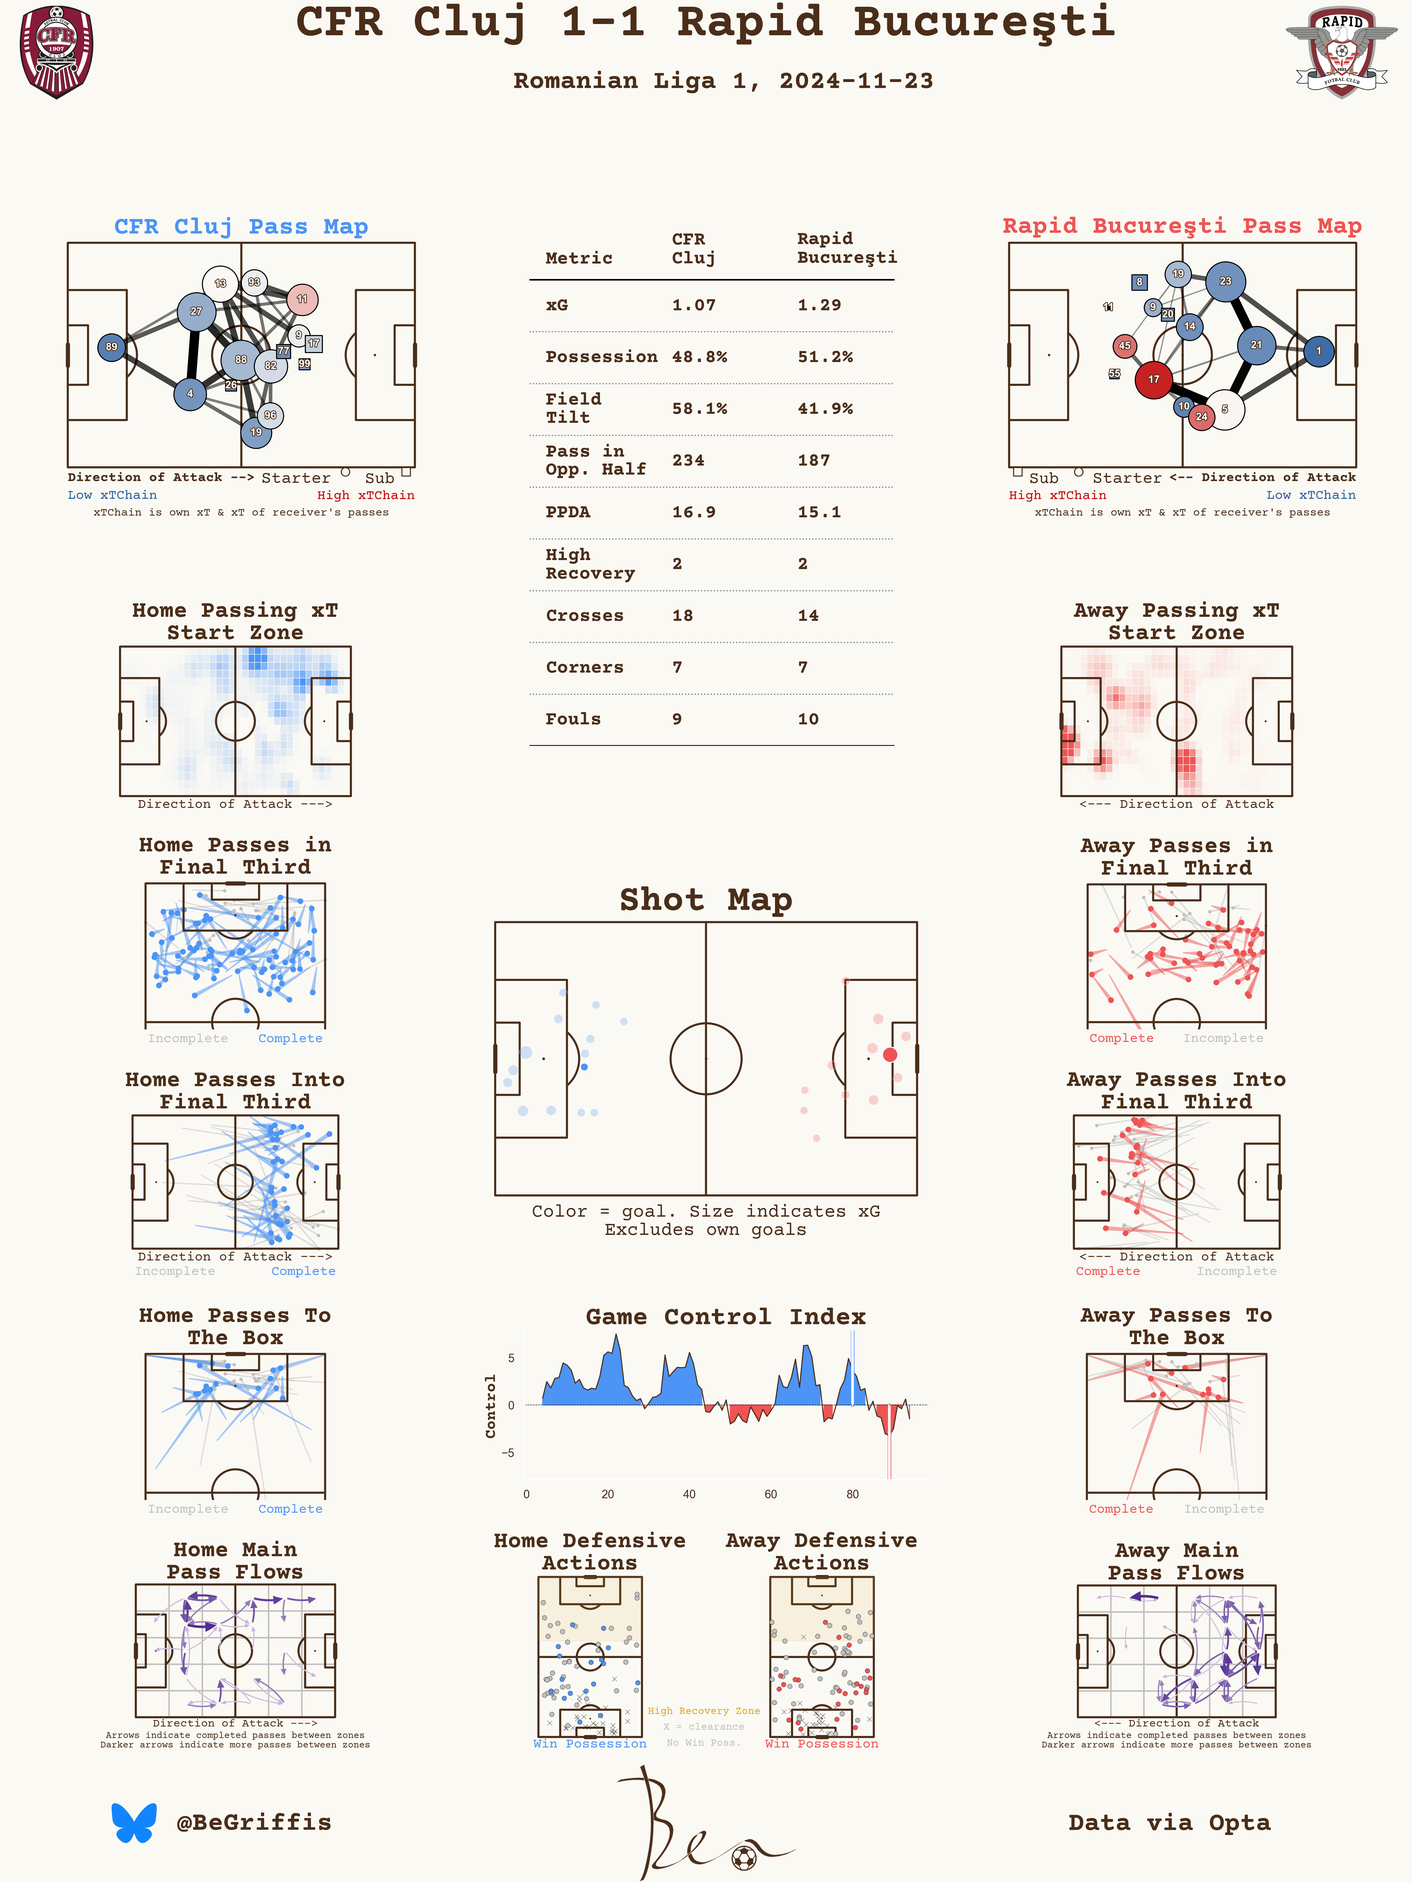 CFR Cluj 1-1 Rapid Bucureşti
Romanian Liga 1, 2024-11-23
CFR
1907
RAPID
1923
FOTBAL CLUB
CFR Cluj Pass Map
13
93
11
27
9
17
89
88
77
82
99
26
4
96
19
Direction of Attack --> Starter Sub
Low xTChain High xTChain
xTChain is own xT & xT of receiver's passes
Metric CFR Cluj Rapid Bucureşti
xG 1.07 1.29
Possession 48.8% 51.2%
Field Tilt 58.1% 41.9%
Pass in Opp. Half 234 187
PPDA 16.9 15.1
High Recovery 2 2
Crosses 18 14
Corners 7 7
Fouls 9 10
Rapid Bucureşti Pass Map
19
8
23
11
9
20
14
45
21
1
55
17
10
24
5
Sub Starter <-- Direction of Attack
High xTChain Low xTChain
xTChain is own xT & xT of receiver's passes
Home Passing xT
Start Zone
Direction of Attack --->
Away Passing xT
Start Zone
<--- Direction of Attack
Home Passes in
Final Third
Incomplete Complete
Away Passes in
Final Third
Complete Incomplete
Shot Map
Color = goal. Size indicates xG
Excludes own goals
Home Passes Into
Final Third
Direction of Attack --->
Incomplete Complete
Away Passes Into
Final Third
<--- Direction of Attack
Complete Incomplete
Game Control Index
Control
5
0
−5
0 20 40 60 80
Home Passes To
The Box
Incomplete Complete
Away Passes To
The Box
Complete Incomplete
Home Main
Pass Flows
Direction of Attack --->
Arrows indicate completed passes between zones
Darker arrows indicate more passes between zones
Home Defensive
Actions
Win Possession
Away Defensive
Actions
Win Possession
High Recovery Zone
X = clearance
No Win Poss.
Away Main
Pass Flows
<--- Direction of Attack
Arrows indicate completed passes between zones
Darker arrows indicate more passes between zones
@BeGriffis
Ben
Data via Opta